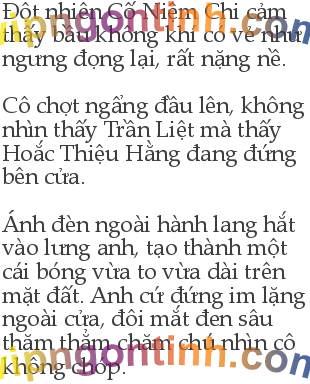 Đột nhiên Cố Niệm Chi cảm
thấy bầu không khí có vẻ như
ngưng đọng lại, rất nặng nề.
Cô chợt ngẩng đầu lên, không
nhìn thấy Trần Liệt mà thấy
Hoắc Thiệu Hằng đang đứng
bên cửa.
Ánh đèn ngoài hành lang hắt
vào lưng anh, tạo thành một
cái bóng vừa to vừa dài trên
mặt đất. Anh cứ đứng im lặng
ngoài cửa, đôi mắt đen sâu
thăm thẳm chăm chú nhìn cô
không chớp.
vipngontinh.com
vipngontinh.com